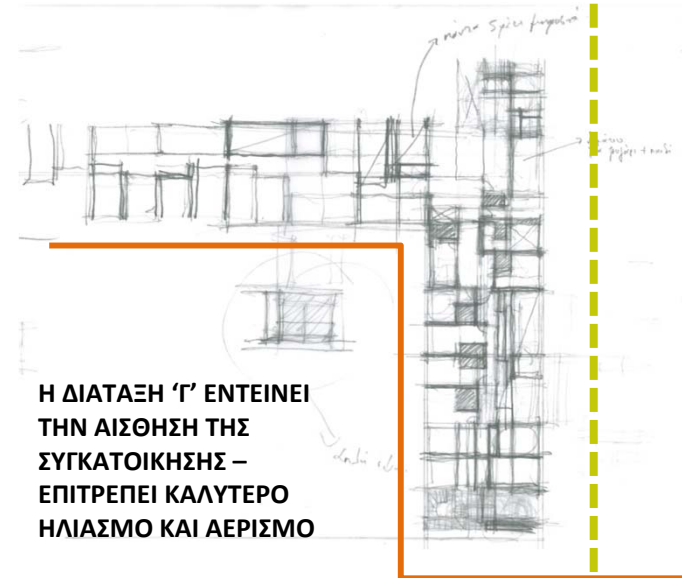 Η ΔΙΑΤΑΞΗ ‘Γ’ ΕΝΤΕΙΝΕΙ
ΤΗΝ ΑΙΣΘΗΣΗ ΤΗΣ
ΣΥΓΚΑΤΟΙΚΗΣΗΣ –
ΕΠΙΤΡΕΠΕΙ ΚΑΛΥΤΕΡΟ
ΗΛΙΑΣΜΟ ΚΑΙ ΑΕΡΙΣΜΟ